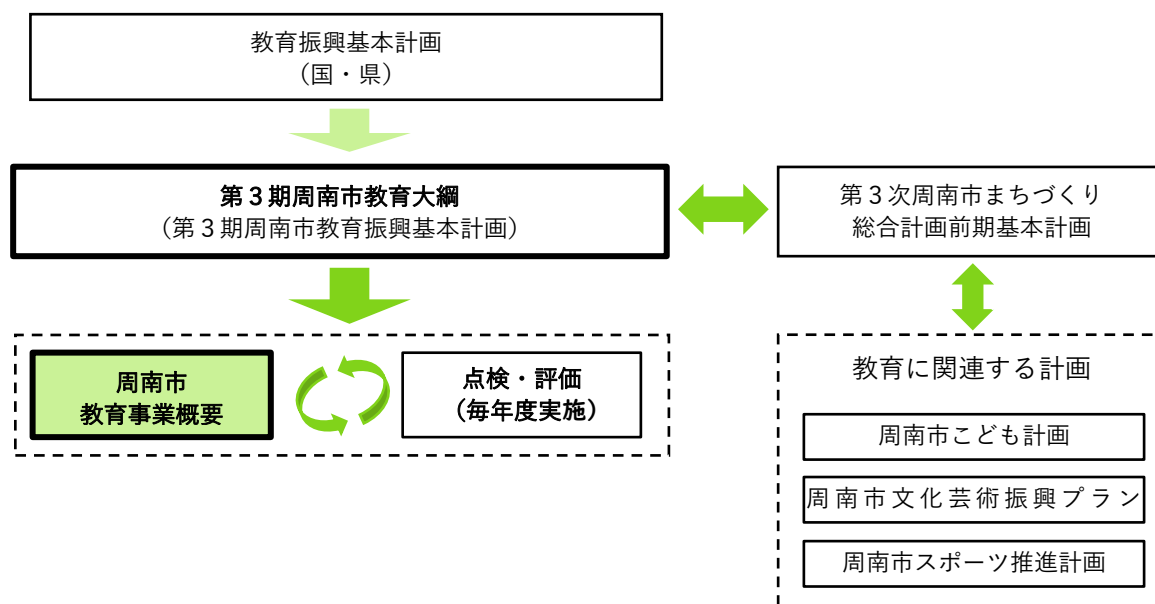 教育振興基本計画
（国・県）
第３期周南市教育大綱
（第３期周南市教育振興基本計画）
第３次周南市まちづくり
総合計画前期基本計画
周南市
教育事業概要
点検・評価
（毎年度実施）
教育に関連する計画
周南市こども計画
周南市文化芸術振興プラン
周南市スポーツ推進計画